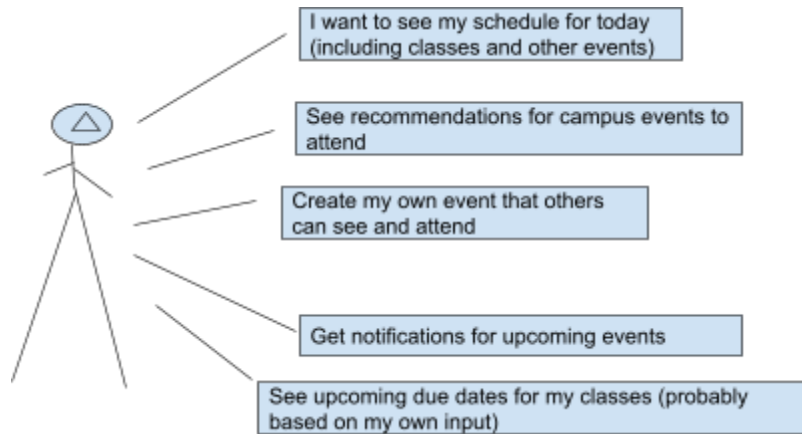 I want to see my schedule for today
(including classes and other events)
See recommendations for campus events to
attend
Create my own event that others
can see and attend
Get notifications for upcoming events
See upcoming due dates for my classes (probably
based on my own input)